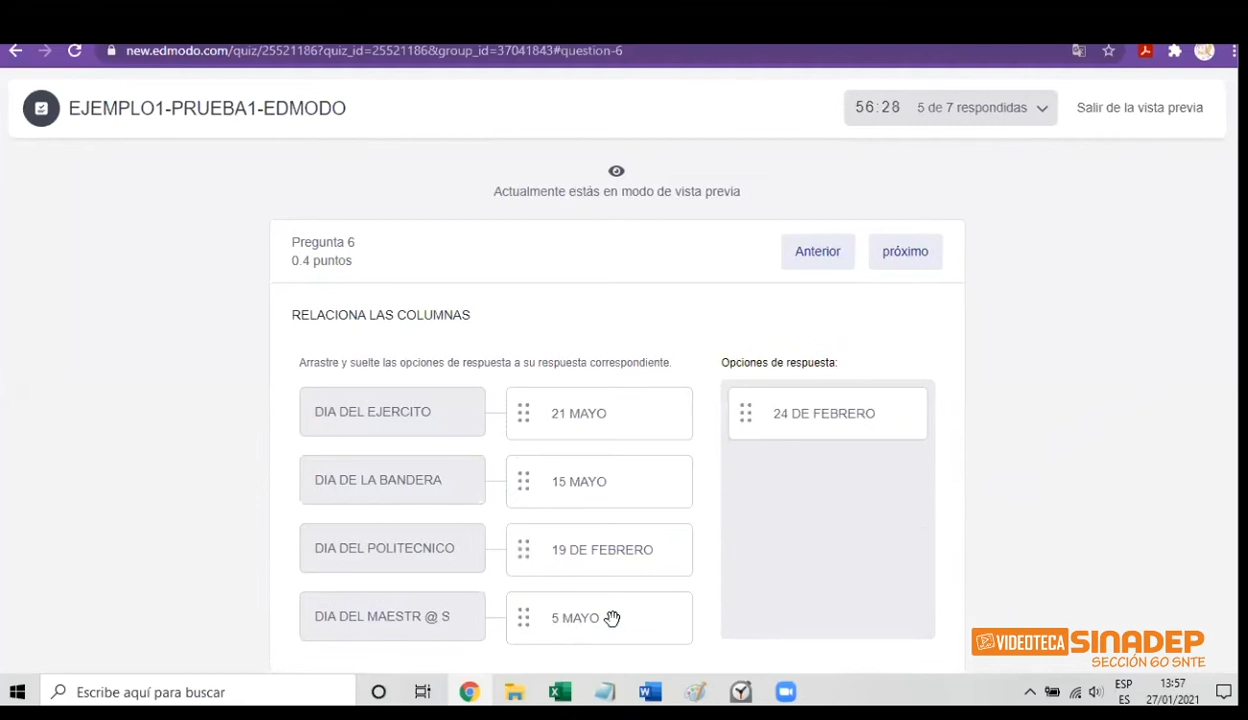 new.edmodo.com/quiz/25521186?quiz_id=25521186&group_id=37041843#question-6
EJEMPLO1-PRUEBA1-EDMODO
56:28 5 de 7 respondidas
Salir de la vista previa
Actualmente estás en modo de vista previa
Pregunta 6
0.4 puntos
Anterior
próximo
RELACIONA LAS COLUMNAS
Arrastre y suelte las opciones de respuesta a su respuesta correspondiente.
Opciones de respuesta:
DIA DEL EJERCITO
21 MAYO
24 DE FEBRERO
DIA DE LA BANDERA
15 MAYO
DIA DEL POLITECNICO
19 DE FEBRERO
DIA DEL MAESTR @ S
5 MAYO
VIDEOTECA SINADEP
SECCIÓN 60 SNTE
Escribe aquí para buscar
ESP
ES
13:57
27/01/2021